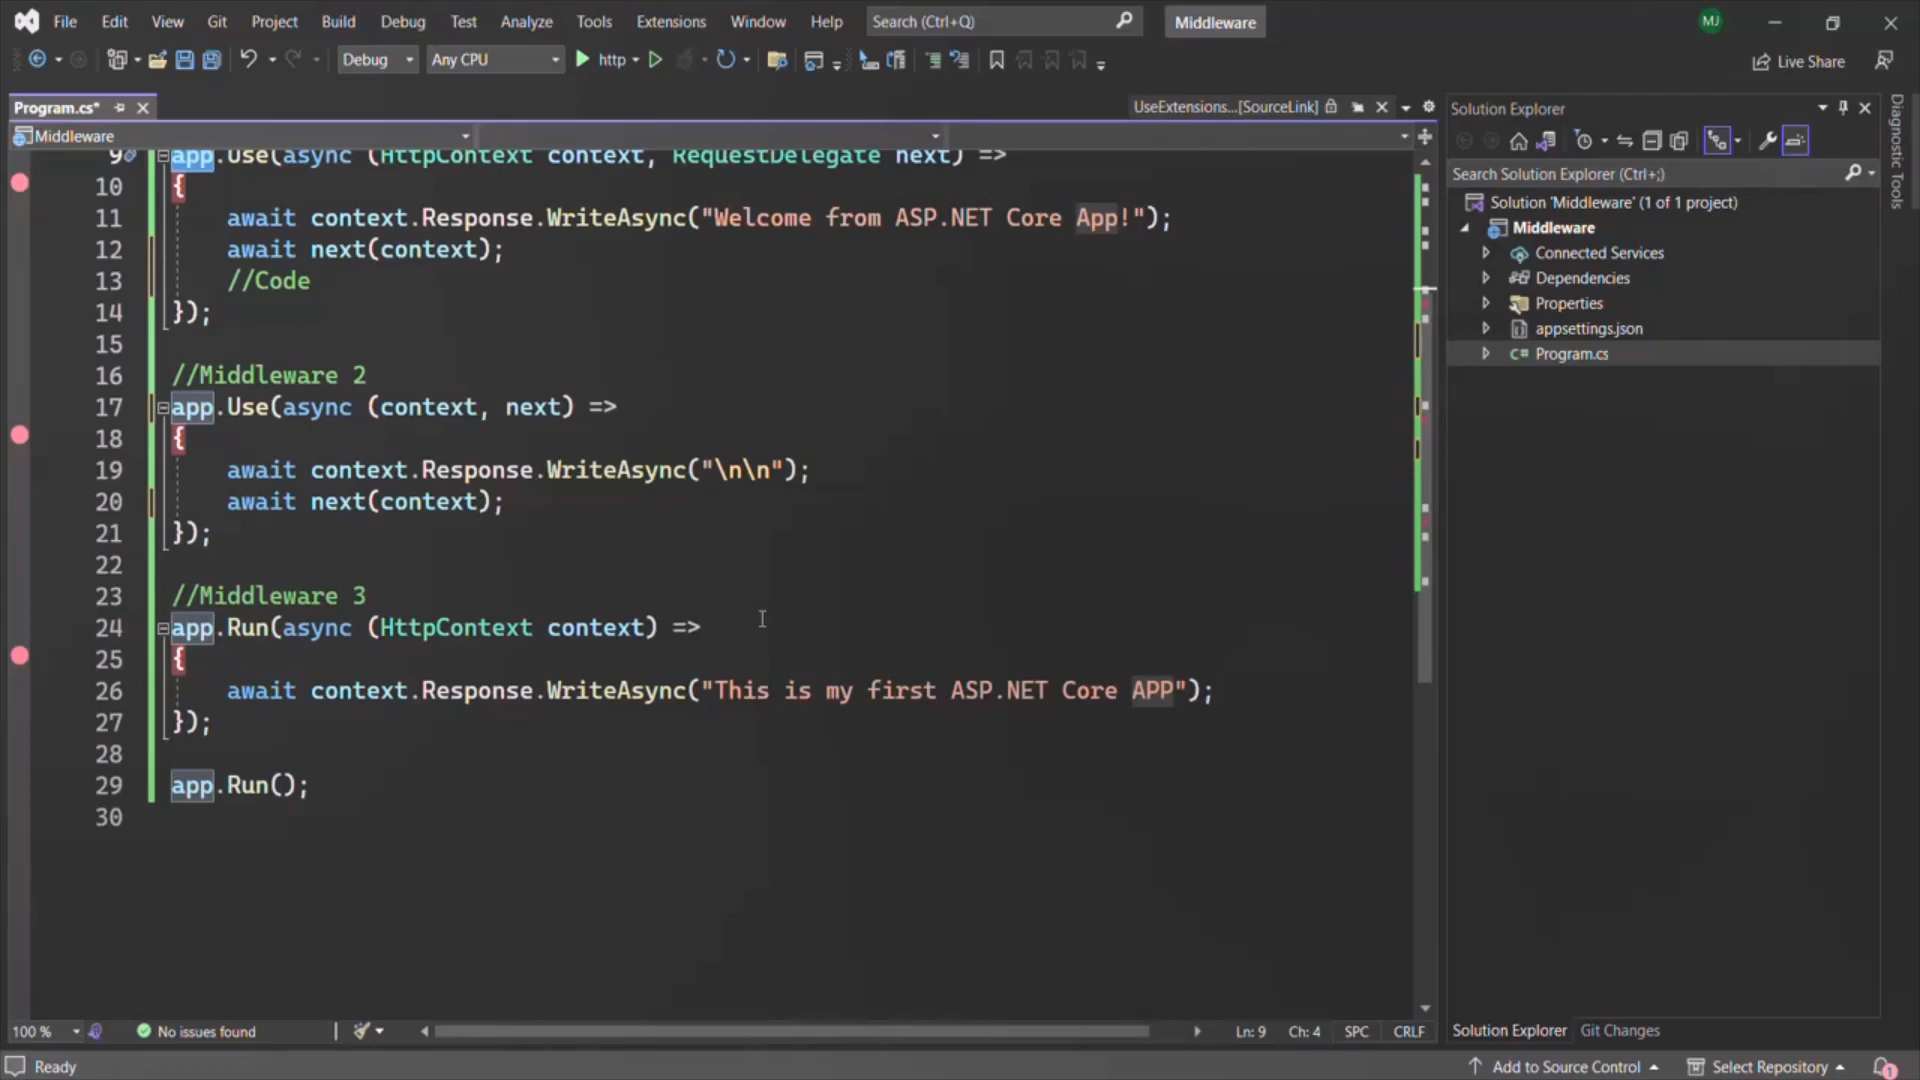 File Edit View Git Project Build Debug Test Analyze Tools Extensions Window Help Search (Ctrl+Q) Middleware MJ
Debug Any CPU http Live Share
Program.cs* UseExtensions...[SourceLink] Solution Explorer
Middleware
Search Solution Explorer (Ctrl+;)
Solution 'Middleware' (1 of 1 project)
Middleware
Connected Services
Dependencies
Properties
appsettings.json
C# Program.cs
Diagnostic Tools
9 app.Use(async (HttpContext context, RequestDelegate next) =>
10 {
11 await context.Response.WriteAsync("Welcome from ASP.NET Core App!");
12 await next(context);
13 //Code
14 });
15
16 //Middleware 2
17 app.Use(async (context, next) =>
18 {
19 await context.Response.WriteAsync("\n\n");
20 await next(context);
21 });
22
23 //Middleware 3
24 app.Run(async (HttpContext context) =>
25 {
26 await context.Response.WriteAsync("This is my first ASP.NET Core APP");
27 });
28
29 app.Run();
30
100 % No issues found Ln: 9 Ch: 4 SPC CRLF
Solution Explorer Git Changes
Ready Add to Source Control Select Repository 1